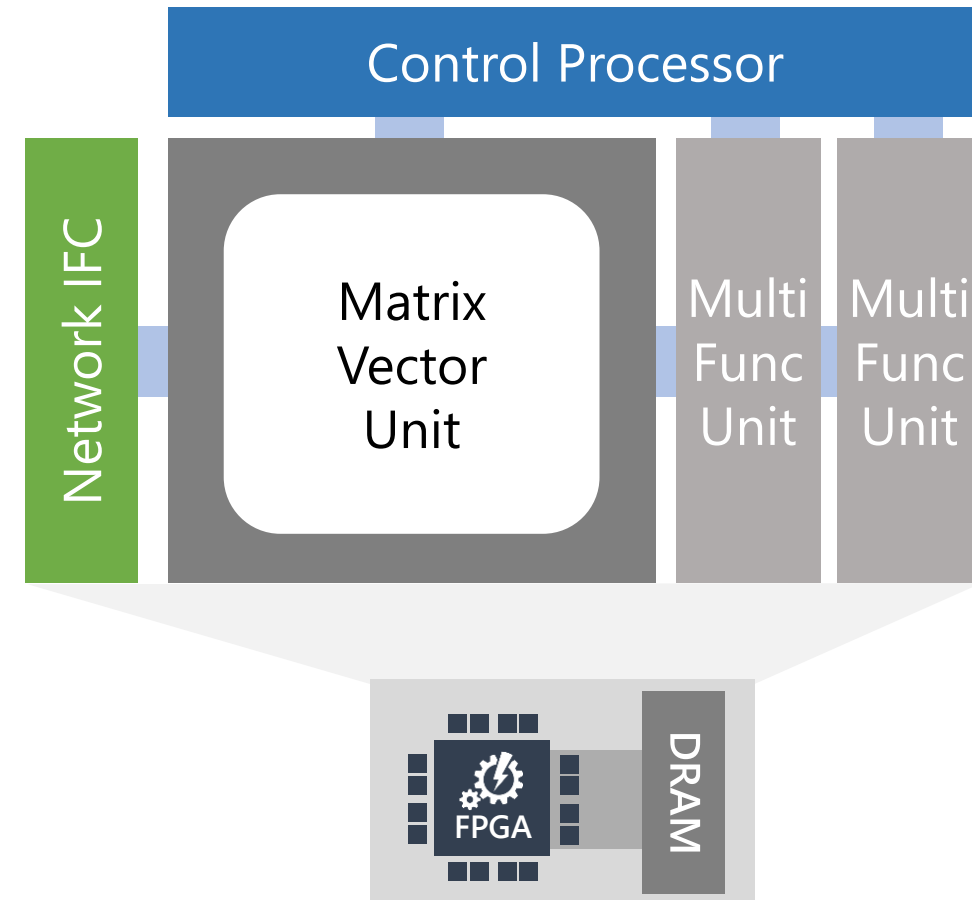 Control Processor
Network IFC
Matrix
Vector
Unit
Multi
Func
Unit
Multi
Func
Unit
FPGA
DRAM